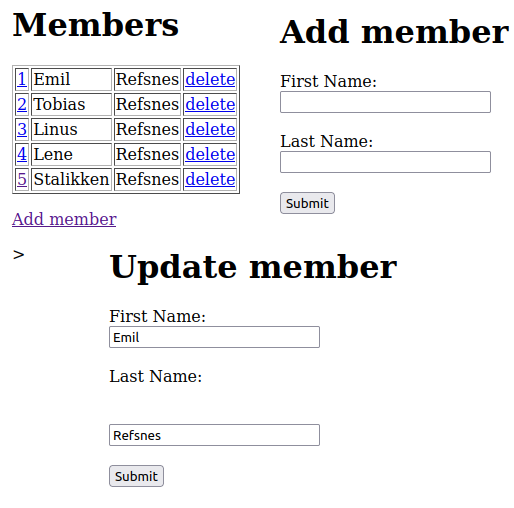 Members
1 Emil Refsnes delete
2 Tobias Refsnes delete
3 Linus Refsnes delete
4 Lene Refsnes delete
5 Stalikken Refsnes delete
Add member
>
Add member
First Name:
Last Name:
Submit
Update member
First Name:
Emil
Last Name:
Refsnes
Submit